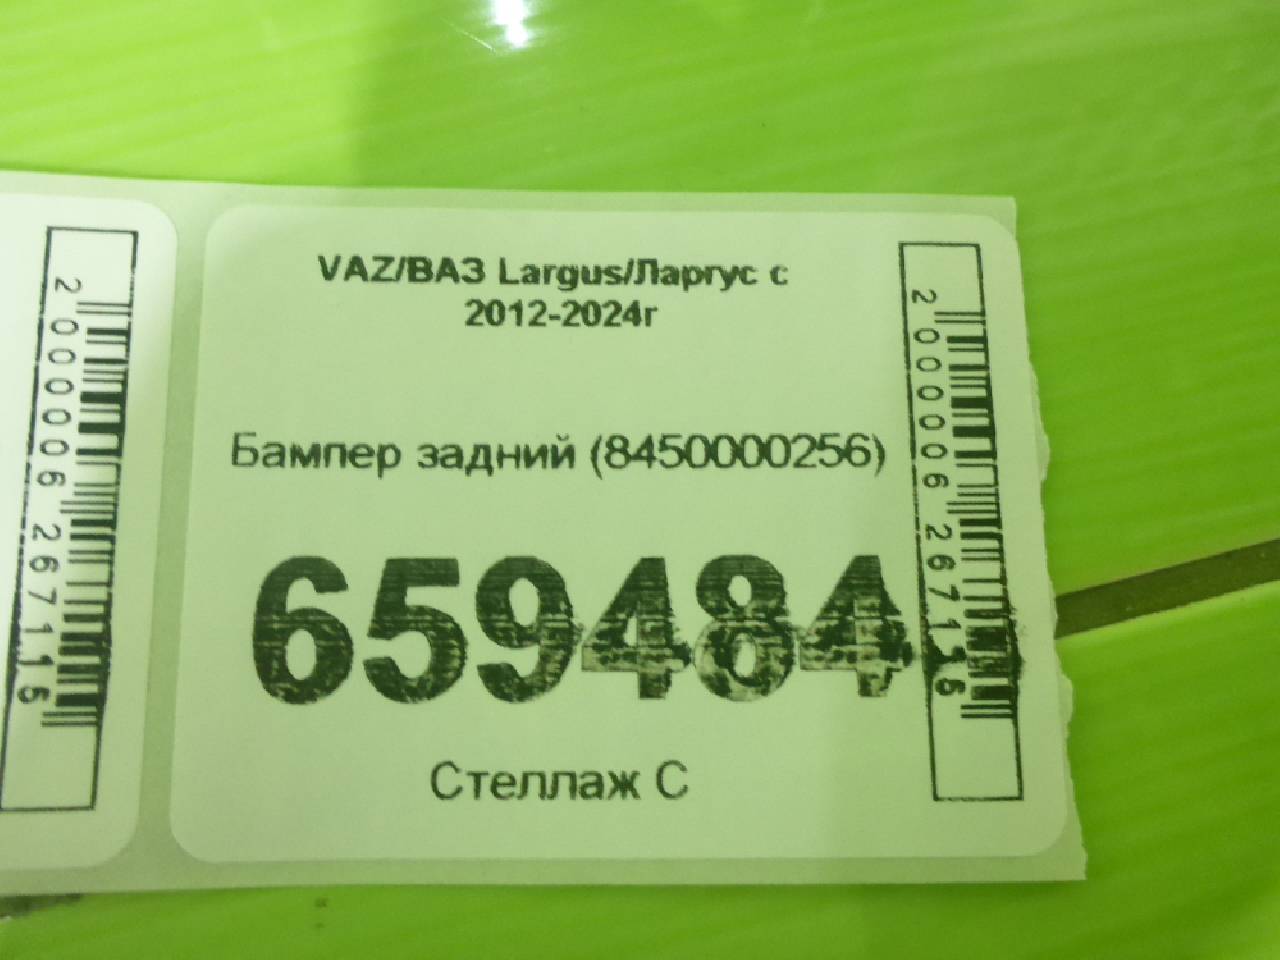 2000006267115
VAZ/ВАЗ Largus/Ларгус с
2012-2024г
Бампер задний (8450000256)
659484
Стеллаж С
2000006267115